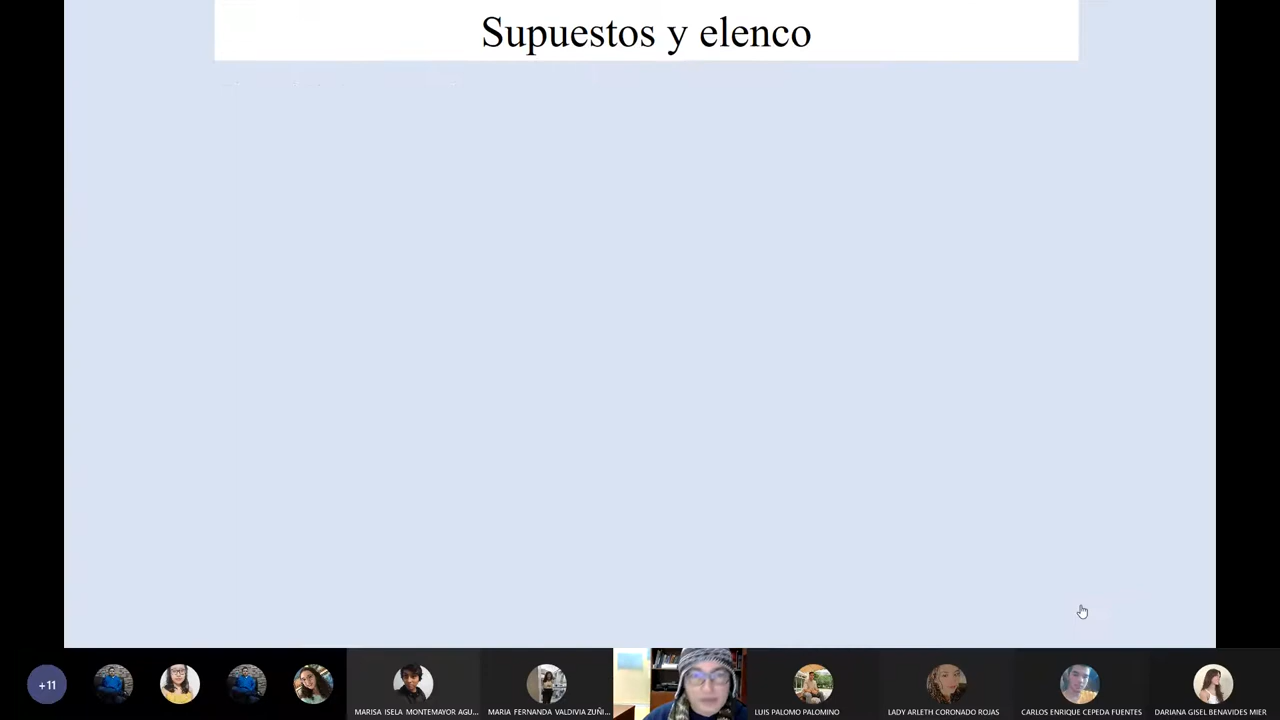 Supuestos y elenco
+11
MARISA ISELA MONTEMAYOR AGU...
MARIA FERNANDA VALDIVIA ZUÑI...
LUIS PALOMO PALOMINO
LADY ARLETH CORONADO ROJAS
CARLOS ENRIQUE CEPEDA FUENTES
DARIANA GISEL BENAVIDES MIER